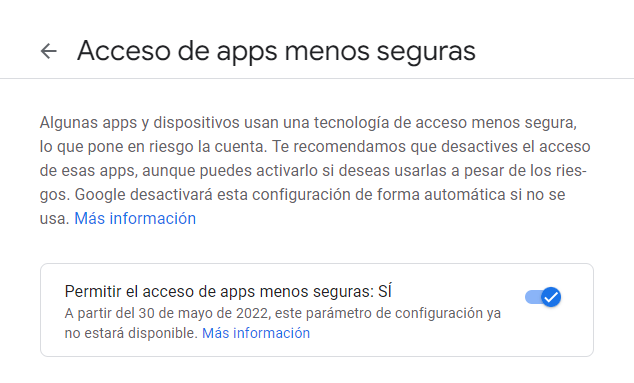 Acceso de apps menos seguras
Algunas apps y dispositivos usan una tecnología de acceso menos segura,
lo que pone en riesgo la cuenta. Te recomendamos que desactives el acceso
de esas apps, aunque puedes activarlo si deseas usarlas a pesar de los ries-
gos. Google desactivará esta configuración de forma automática si no se
usa. Más información
Permitir el acceso de apps menos seguras: SÍ
A partir del 30 de mayo de 2022, este parámetro de configuración ya
no estará disponible. Más información